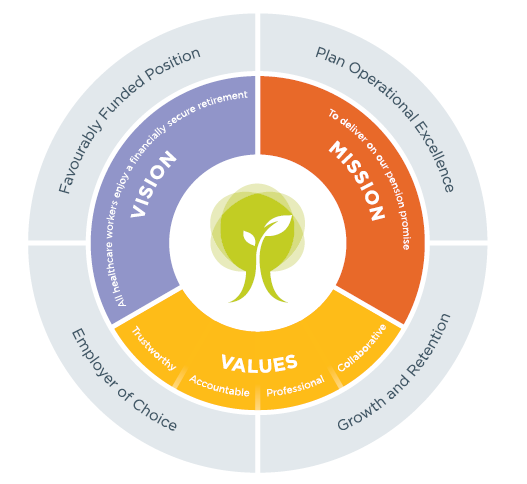 Favourably Funded Position
Plan Operational Excellence
All healthcare workers enjoy a financially secure retirement
VISION
To deliver on our pension promise
MISSION
VALUES
Trustworthy
Accountable
Professional
Collaborative
Employer of Choice
Growth and Retention